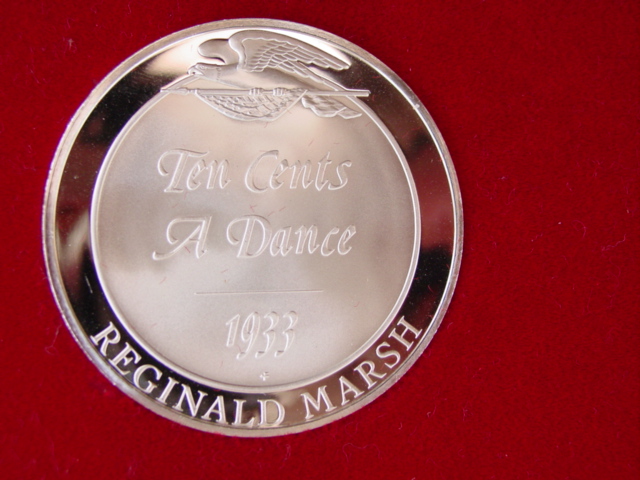 Ten Cents
A Dance
1933
REGINALD MARSH